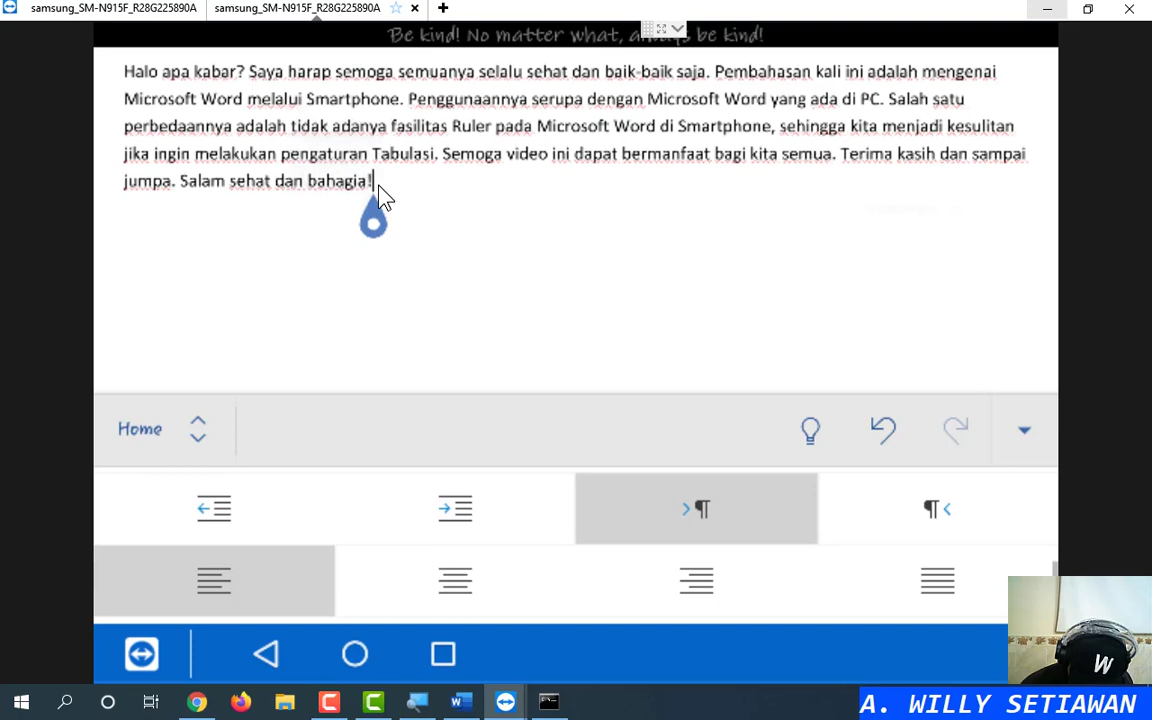 samsung_SM-N915F_R28G225890A samsung_SM-N915F_R28G225890A
Be kind! No matter what, always be kind!
Halo apa kabar? Saya harap semoga semuanya selalu sehat dan baik-baik saja. Pembahasan kali ini adalah mengenai
Microsoft Word melalui Smartphone. Penggunaannya serupa dengan Microsoft Word yang ada di PC. Salah satu
perbedaannya adalah tidak adanya fasilitas Ruler pada Microsoft Word di Smartphone, sehingga kita menjadi kesulitan
jika ingin melakukan pengaturan Tabulasi. Semoga video ini dapat bermanfaat bagi kita semua. Terima kasih dan sampai
jumpa. Salam sehat dan bahagia!
Home
W
A. WILLY SETIAWAN